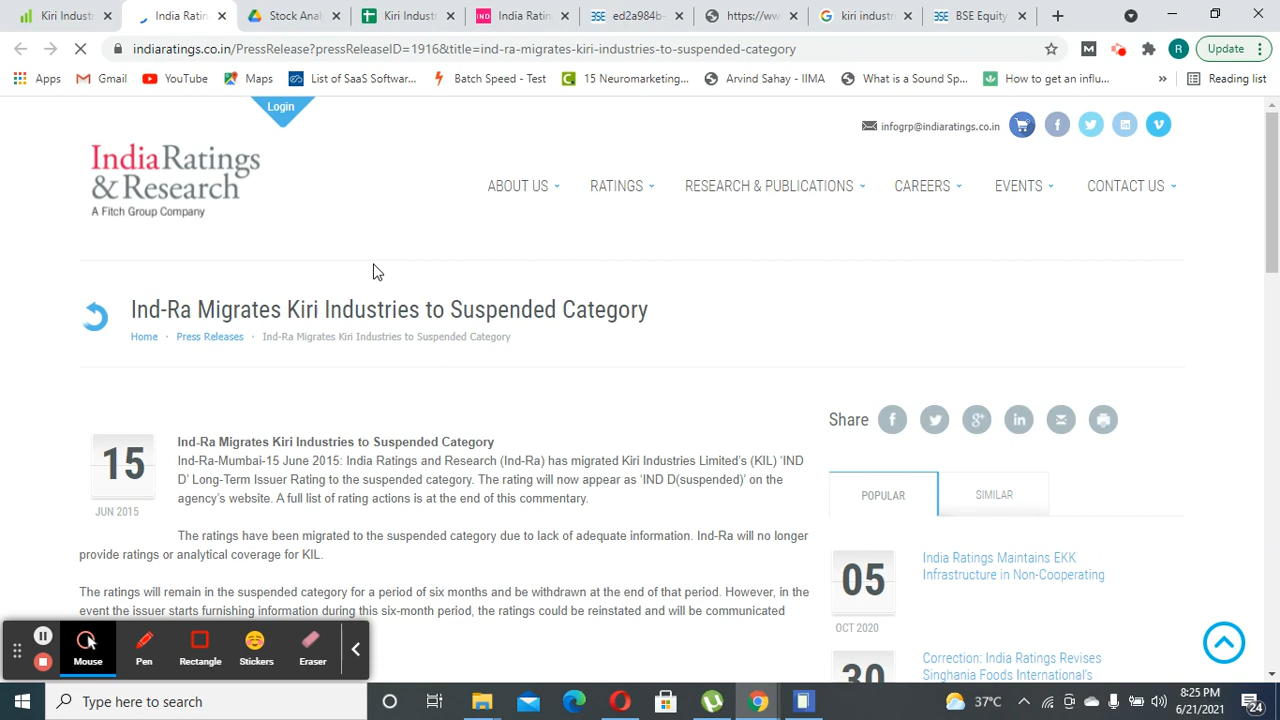 Kiri Indust
India Ratin
Stock Anal
Kiri Industr
India Ratin
ed2a984b-
https://ww
kiri industr
BSE Equity
indiaratings.co.in/PressRelease?pressReleaseID=1916&title=ind-ra-migrates-kiri-industries-to-suspended-category
R
Update
Apps
Gmail
YouTube
Maps
List of SaaS Softwar...
Batch Speed - Test
15 Neuromarketing...
Arvind Sahay - IIMA
What is a Sound Sp...
How to get an influ...
»
Reading list
Login
infogrp@indiaratings.co.in
IndiaRatings
&Research
A Fitch Group Company
ABOUT US
RATINGS
RESEARCH & PUBLICATIONS
CAREERS
EVENTS
CONTACT US
Ind-Ra Migrates Kiri Industries to Suspended Category
Home · Press Releases · Ind-Ra Migrates Kiri Industries to Suspended Category
Share
15
JUN 2015
Ind-Ra Migrates Kiri Industries to Suspended Category
Ind-Ra-Mumbai-15 June 2015: India Ratings and Research (Ind-Ra) has migrated Kiri Industries Limited's (KIL) 'IND
D' Long-Term Issuer Rating to the suspended category. The rating will now appear as 'IND D(suspended)' on the
agency's website. A full list of rating actions is at the end of this commentary.
The ratings have been migrated to the suspended category due to lack of adequate information. Ind-Ra will no longer
provide ratings or analytical coverage for KIL.
The ratings will remain in the suspended category for a period of six months and be withdrawn at the end of that period. However, in the
event the issuer starts furnishing information during this six-month period, the ratings could be reinstated and will be communicated
POPULAR
SIMILAR
05
OCT 2020
India Ratings Maintains EKK
Infrastructure in Non-Cooperating
30
Correction: India Ratings Revises
Singhania Foods International's
Mouse
Pen
Rectangle
Stickers
Eraser
Type here to search
37°C
8:25 PM
6/21/2021
24